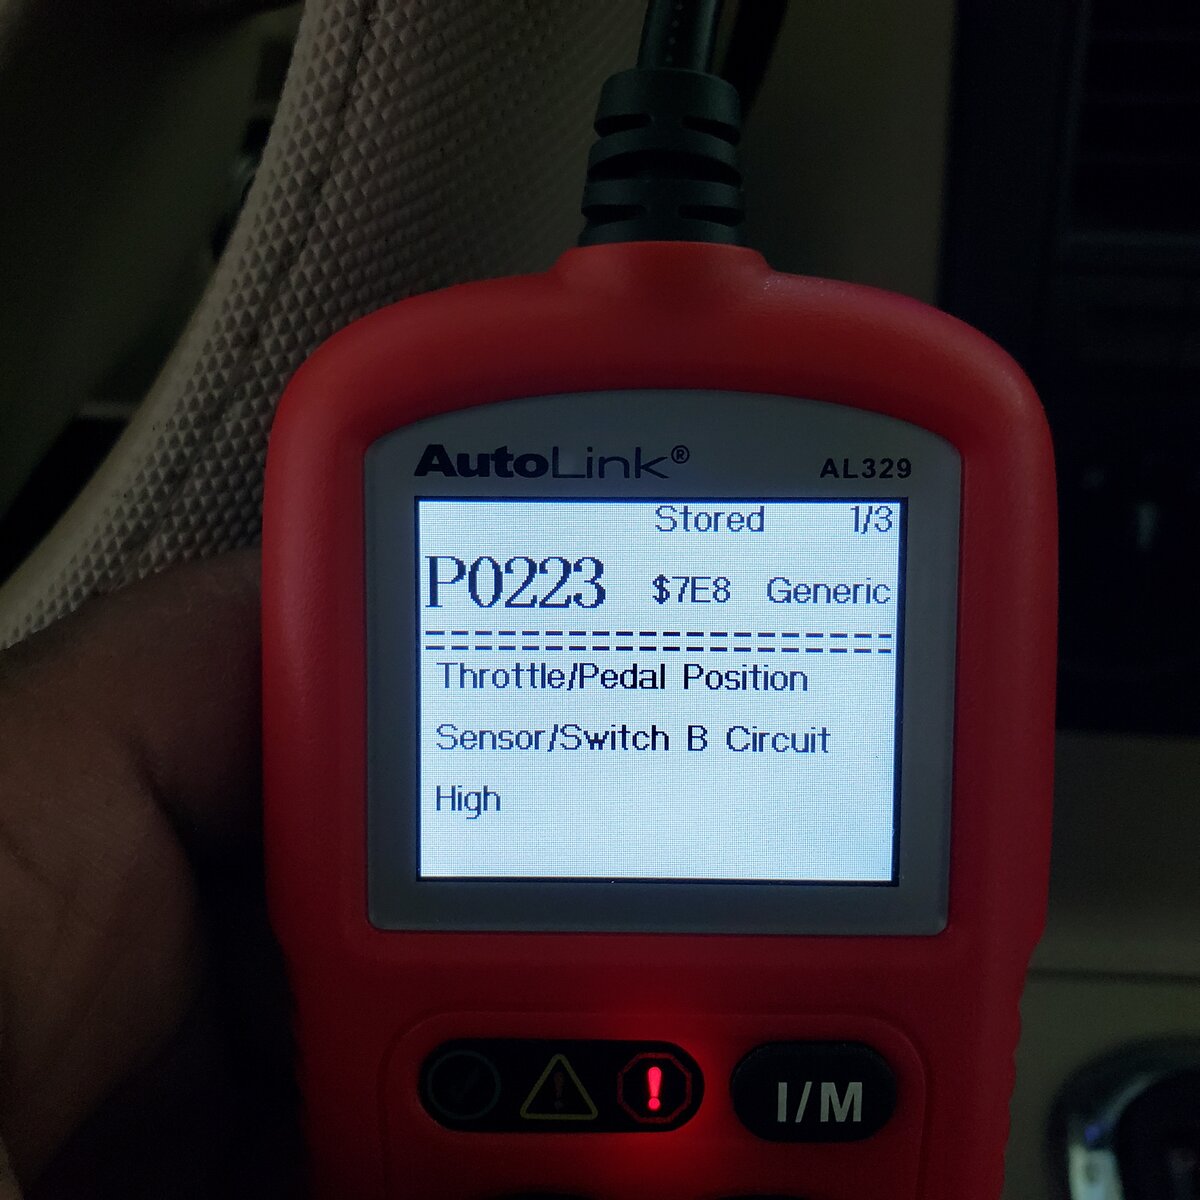 AutoLink® AL329
Stored 1/3
P0223 $7E8 Generic
Throttle/Pedal Position
Sensor/Switch B Circuit
High
I/M